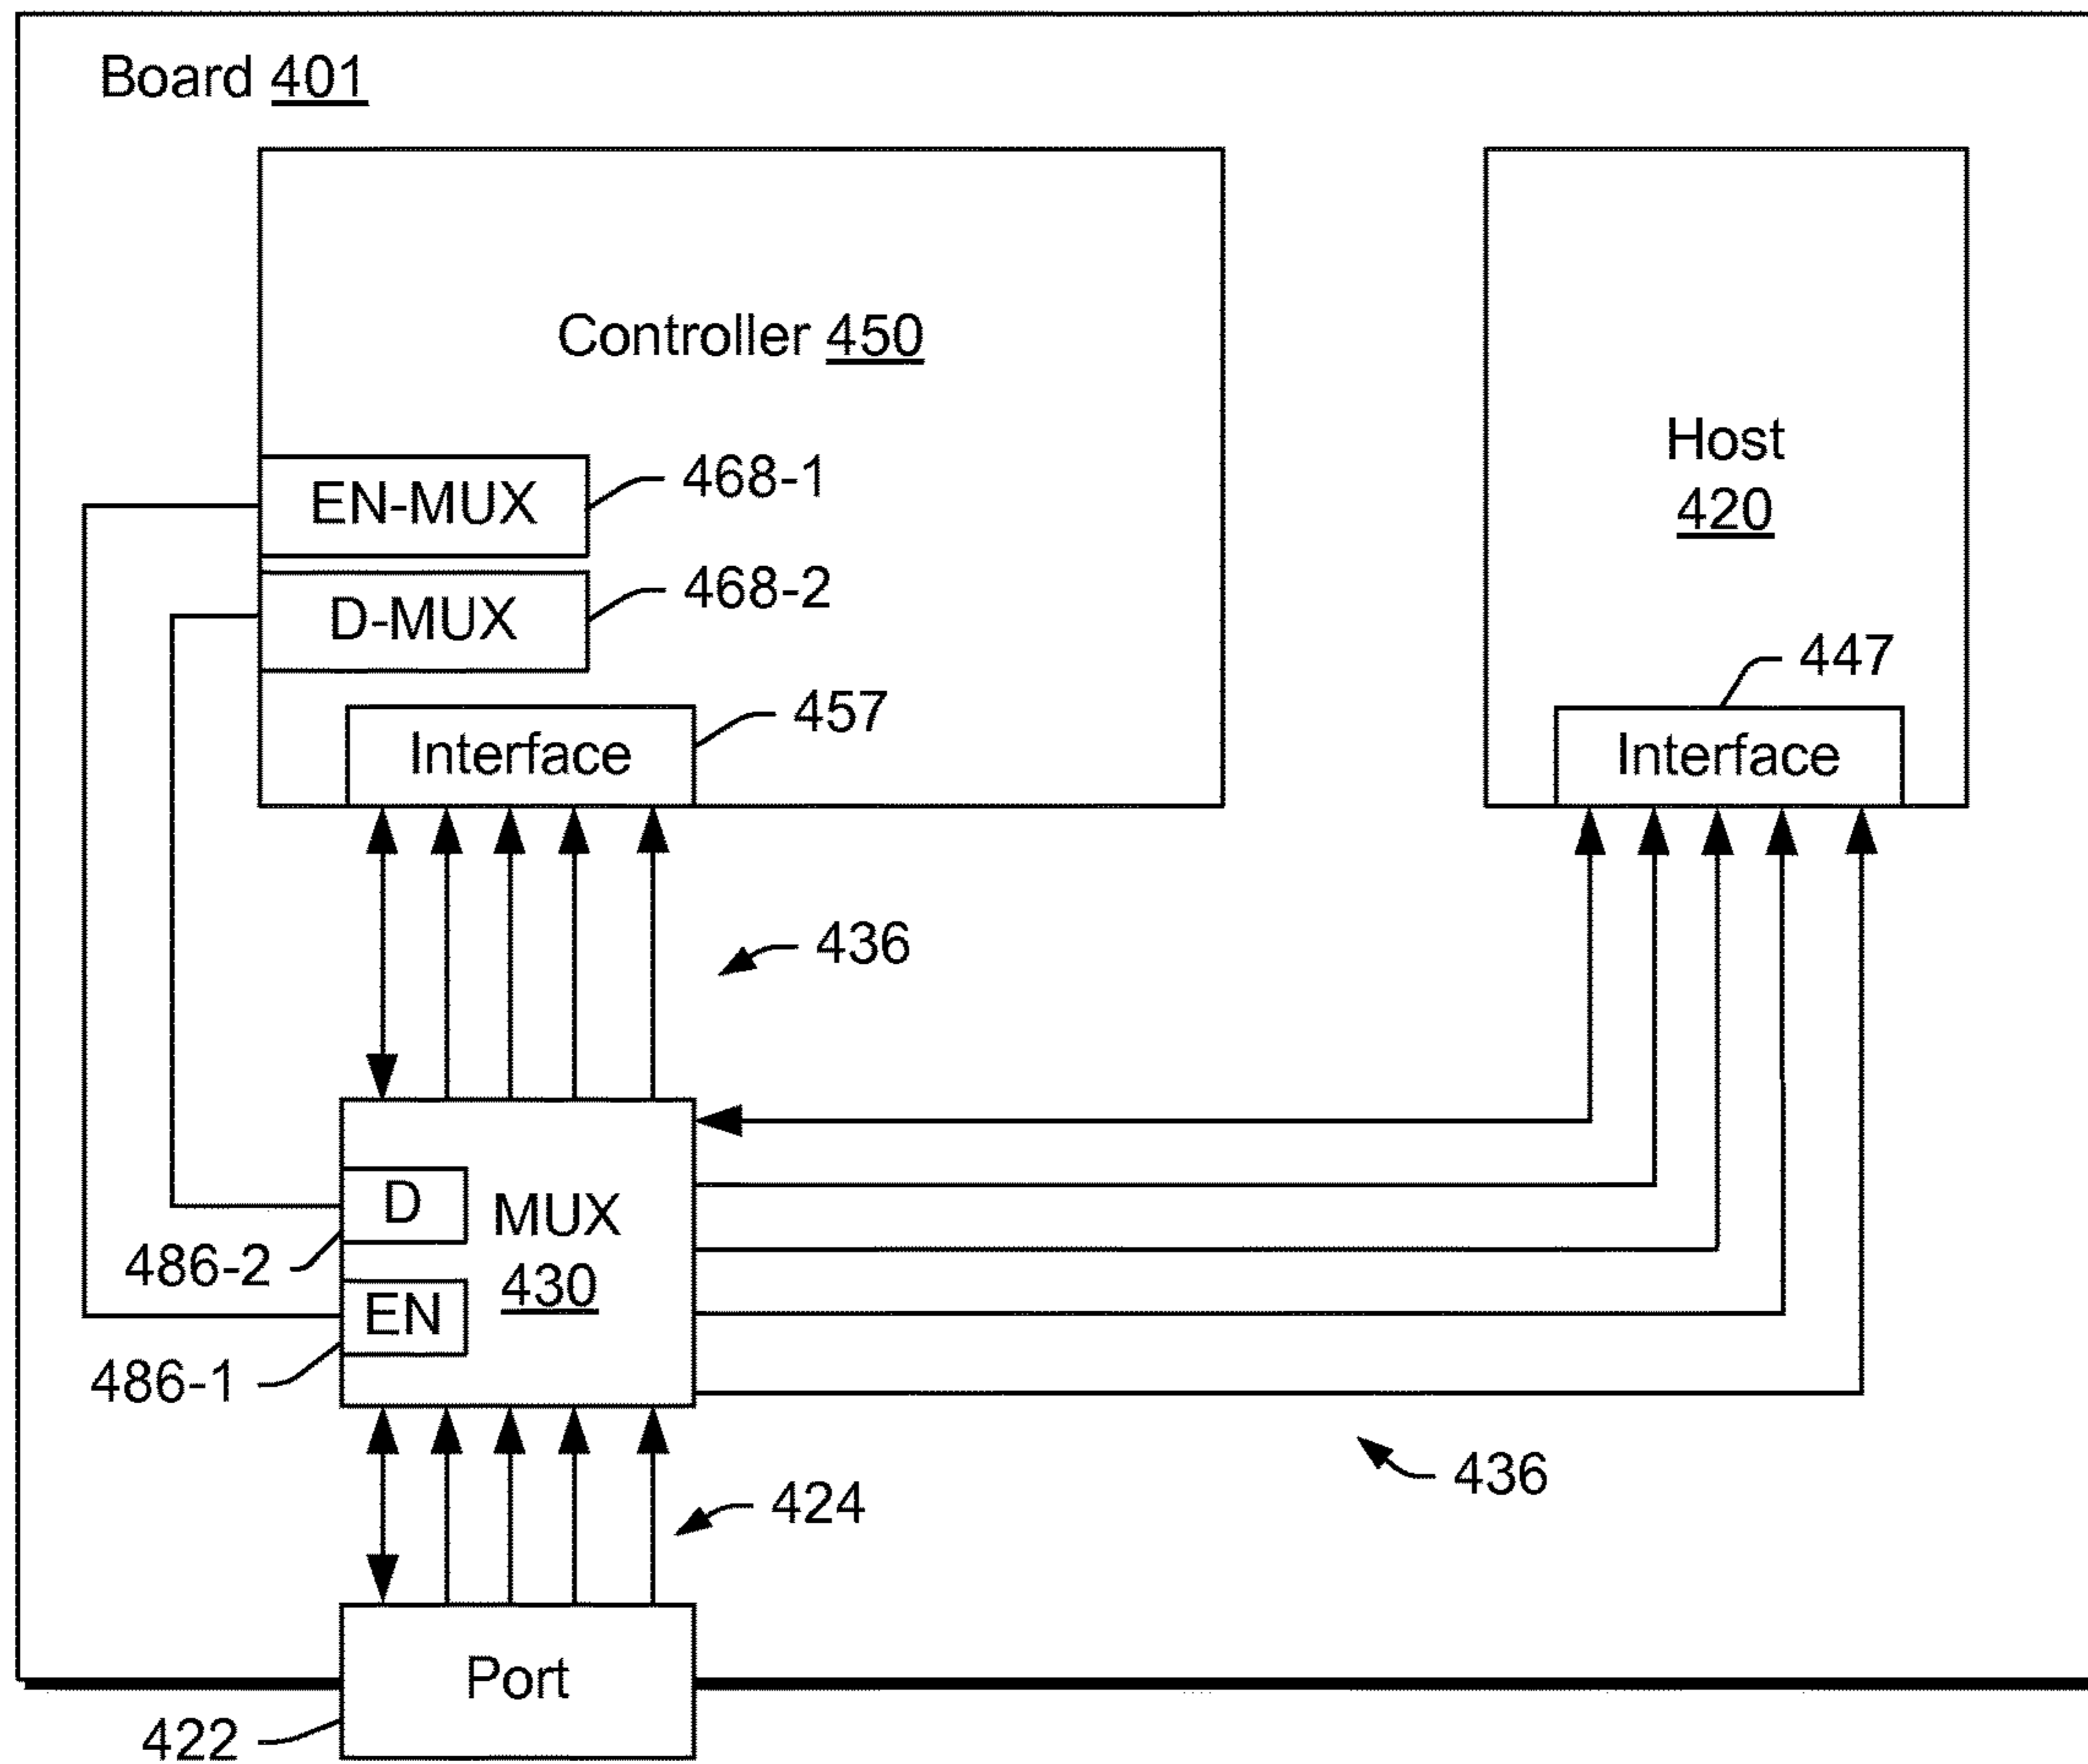 Board 401
Controller 450
Host
420
EN-MUX
468-1
D-MUX
468-2
447
457
Interface
Interface
436
D
MUX
430
486-2
EN
486-1
436
424
Port
422